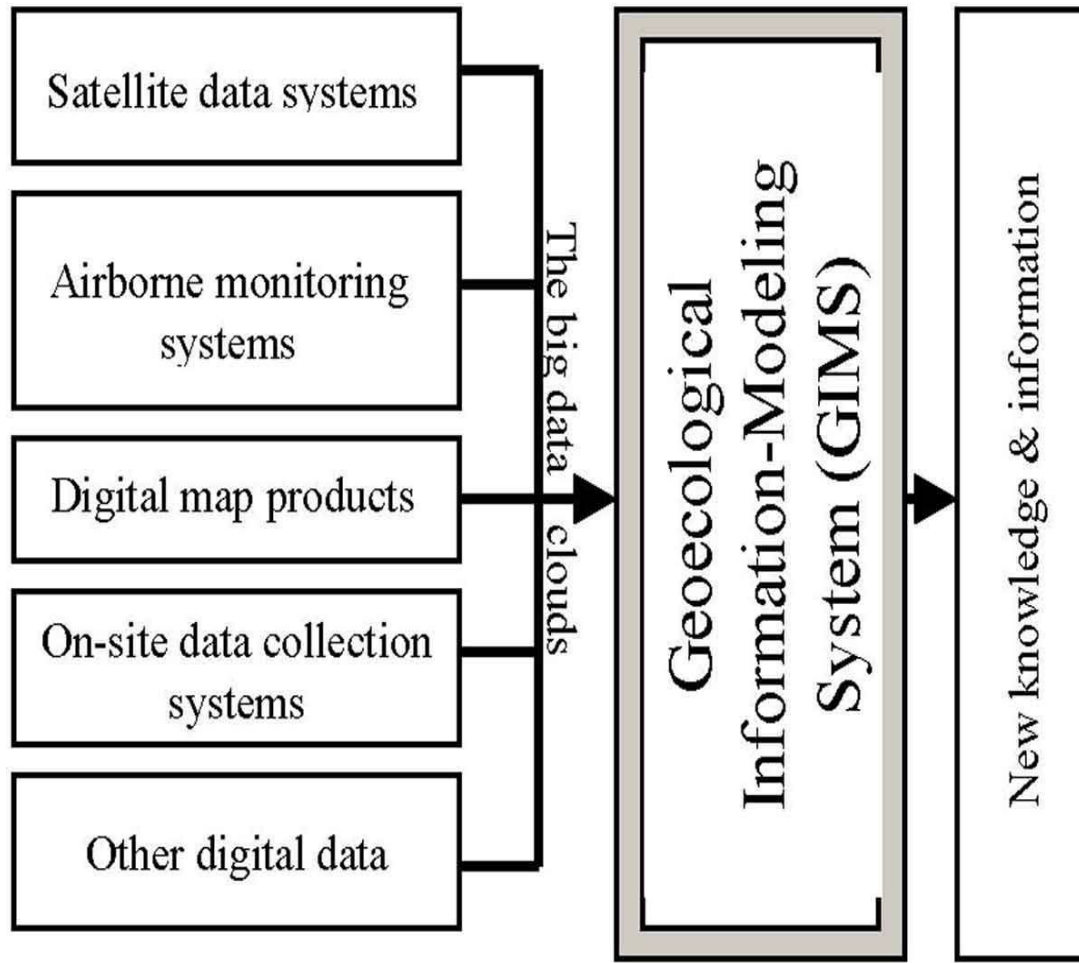 Satellite data systems
Airborne monitoring
systems
Digital map products
On-site data collection
systems
Other digital data
The big data clouds
Geoecological
Information-Modeling
System (GIMS)
New knowledge & information